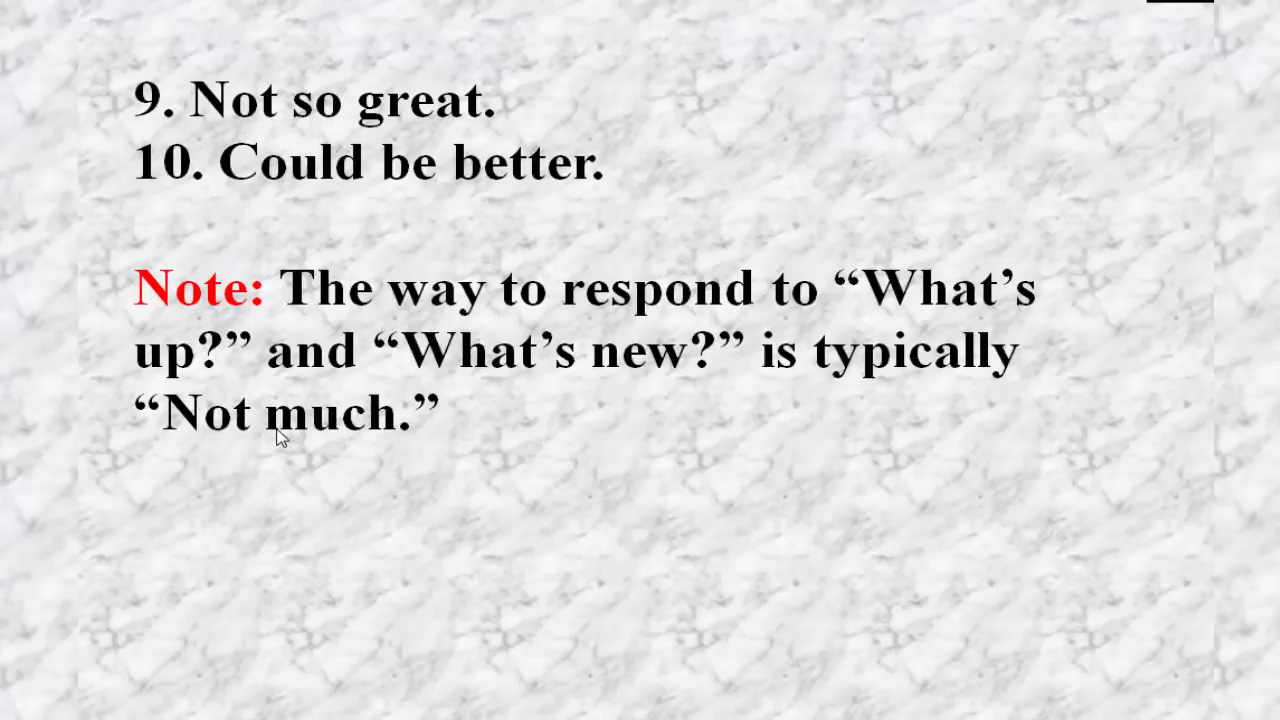 9. Not so great.
10. Could be better.
Note: The way to respond to “What’s
up?” and “What’s new?” is typically
“Not much.”